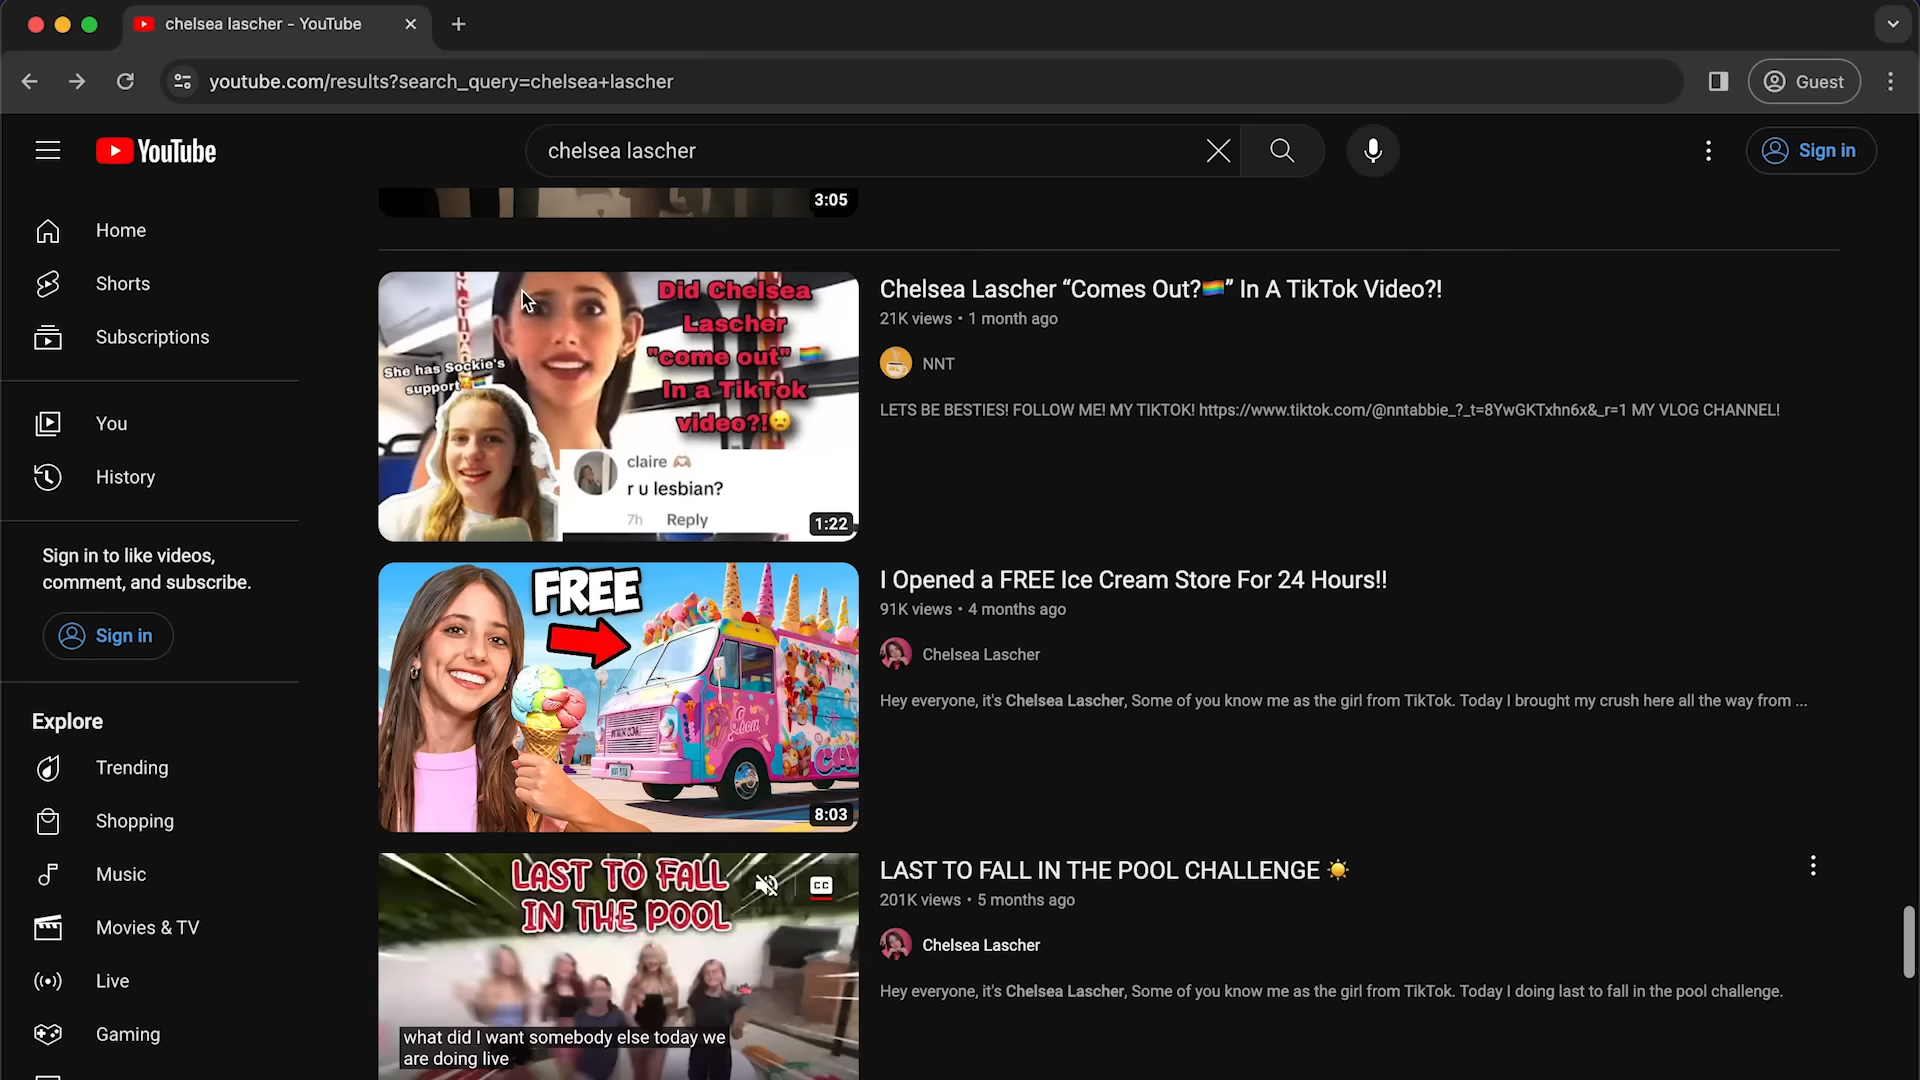 chelsea lascher - YouTube
youtube.com/results?search_query=chelsea+lascher
Guest
YouTube
chelsea lascher
Sign in
Home
Shorts
Subscriptions
You
History
Sign in to like videos,
comment, and subscribe.
Sign in
Explore
Trending
Shopping
Music
Movies & TV
Live
Gaming
3:05
Did Chelsea
Lascher
"come out" 🏳️‍🌈
In a TikTok
video?!😟
She has Sockie's
support🥰🏳️‍🌈
claire 🫶🏻
r u lesbian?
7h Reply
1:22
Chelsea Lascher “Comes Out?🏳️‍🌈” In A TikTok Video?!
21K views • 1 month ago
NNT
LETS BE BESTIES! FOLLOW ME! MY TIKTOK! https://www.tiktok.com/@nntabbie_?_t=8YwGKTxhn6x&_r=1 MY VLOG CHANNEL!
FREE
8:03
I Opened a FREE Ice Cream Store For 24 Hours!!
91K views • 4 months ago
Chelsea Lascher
Hey everyone, it's Chelsea Lascher, Some of you know me as the girl from TikTok. Today I brought my crush here all the way from ...
LAST TO FALL
IN THE POOL
CC
what did I want somebody else today we
are doing live
LAST TO FALL IN THE POOL CHALLENGE ☀️
201K views • 5 months ago
Chelsea Lascher
Hey everyone, it's Chelsea Lascher, Some of you know me as the girl from TikTok. Today I doing last to fall in the pool challenge.